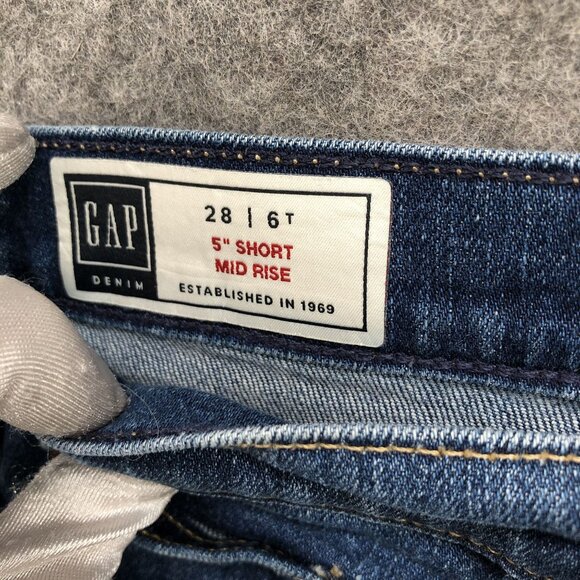 GAP
DENIM
28 | 6T
5" SHORT
MID RISE
ESTABLISHED IN 1969